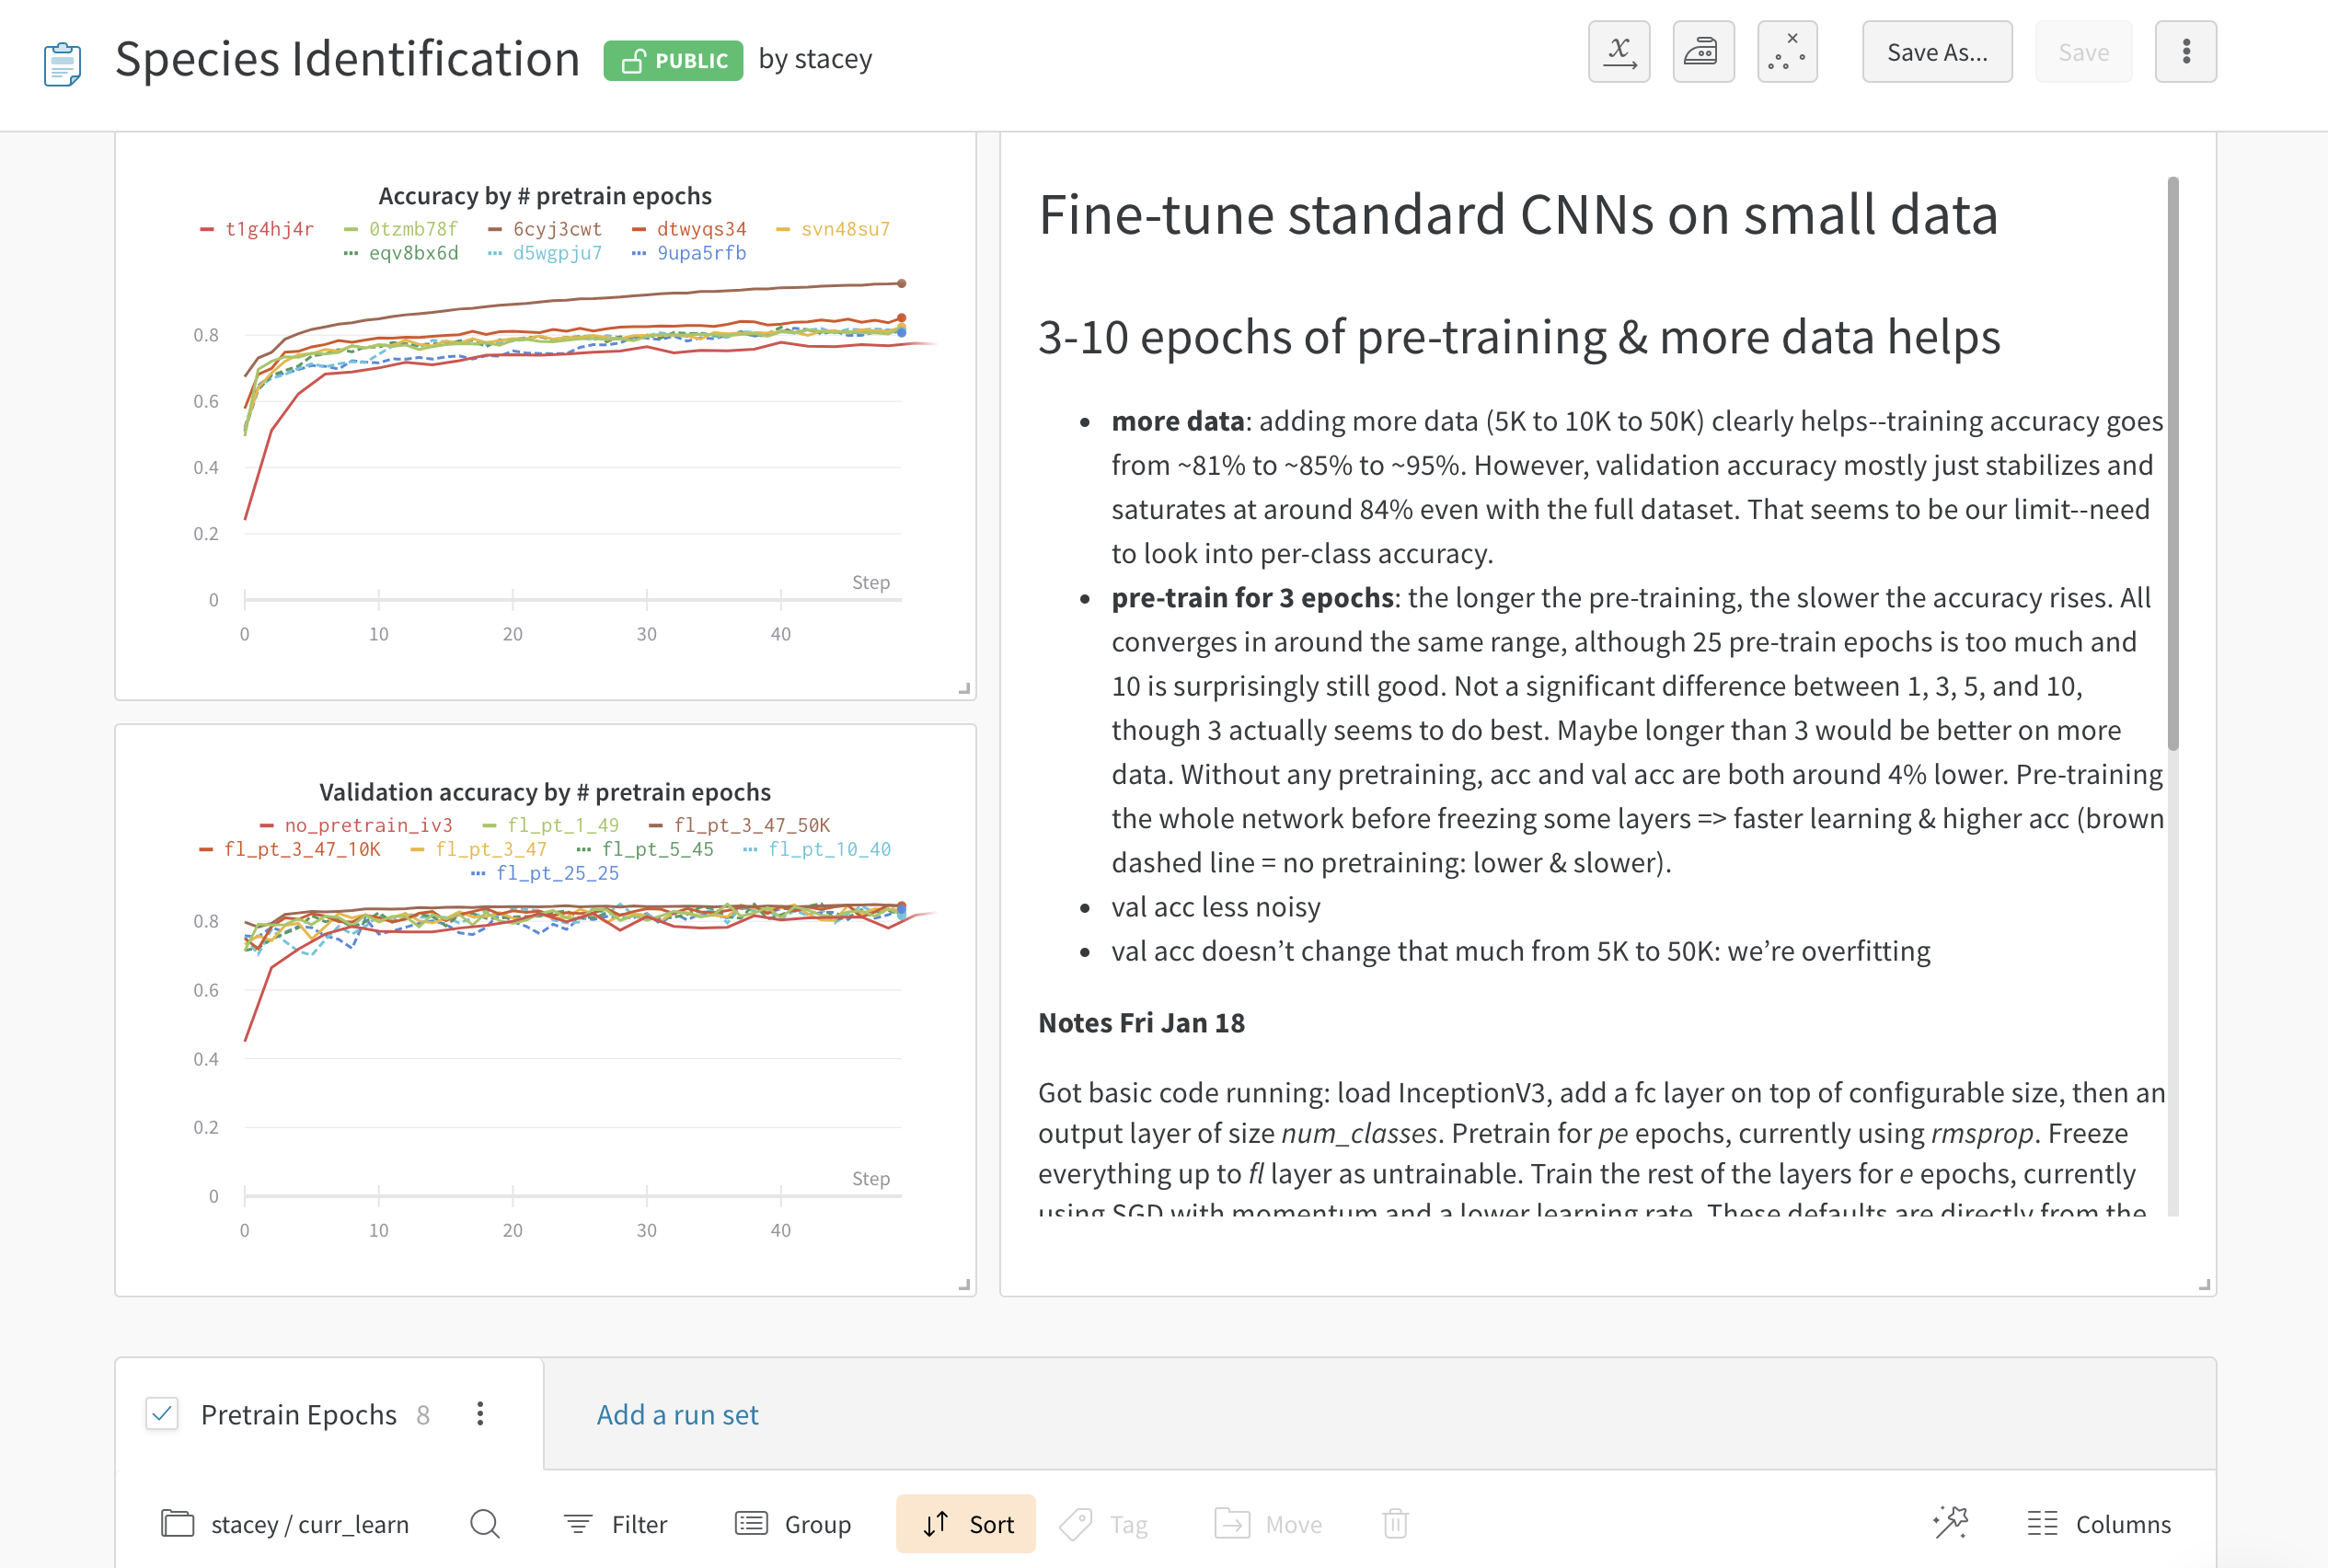 Species Identification PUBLIC by stacey
x Save As... Save
Accuracy by # pretrain epochs
t1g4hj4r 0tzmb78f 6cyj3cwt dtwyqs34 svn48su7
eqv8bx6d d5wgpju7 9upa5rfb
0.8
0.6
0.4
0.2
0
Step
0 10 20 30 40
Validation accuracy by # pretrain epochs
no_pretrain_iv3 fl_pt_1_49 fl_pt_3_47_50K
fl_pt_3_47_10K fl_pt_3_47 fl_pt_5_45 fl_pt_10_40
fl_pt_25_25
0.8
0.6
0.4
0.2
0
Step
0 10 20 30 40
Fine-tune standard CNNs on small data
3-10 epochs of pre-training & more data helps
• more data: adding more data (5K to 10K to 50K) clearly helps--training accuracy goes
from ~81% to ~85% to ~95%. However, validation accuracy mostly just stabilizes and
saturates at around 84% even with the full dataset. That seems to be our limit--need
to look into per-class accuracy.
• pre-train for 3 epochs: the longer the pre-training, the slower the accuracy rises. All
converges in around the same range, although 25 pre-train epochs is too much and
10 is surprisingly still good. Not a significant difference between 1, 3, 5, and 10,
though 3 actually seems to do best. Maybe longer than 3 would be better on more
data. Without any pretraining, acc and val acc are both around 4% lower. Pre-training
the whole network before freezing some layers => faster learning & higher acc (brown
dashed line = no pretraining: lower & slower).
• val acc less noisy
• val acc doesn’t change that much from 5K to 50K: we’re overfitting
Notes Fri Jan 18
Got basic code running: load InceptionV3, add a fc layer on top of configurable size, then an
output layer of size num_classes. Pretrain for pe epochs, currently using rmsprop. Freeze
everything up to fl layer as untrainable. Train the rest of the layers for e epochs, currently
using SGD with momentum and a lower learning rate. These defaults are directly from the
Pretrain Epochs 8
Add a run set
stacey / curr_learn Filter Group Sort Tag Move Columns